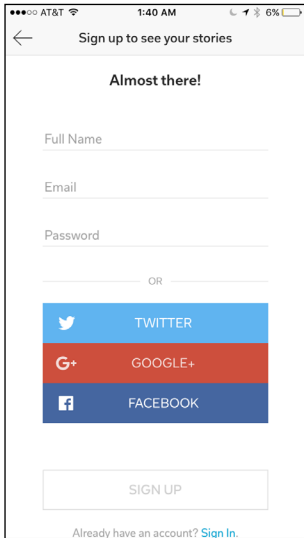 AT&T 1:40 AM 6%
Sign up to see your stories
Almost there!
Full Name
Email
Password
OR
TWITTER
G+ GOOGLE+
FACEBOOK
SIGN UP
Already have an account? Sign In.